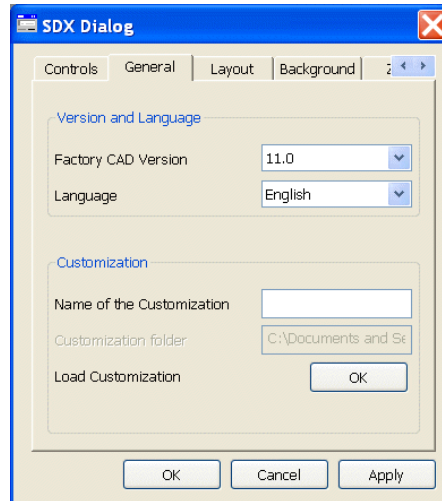 SDX Dialog
Controls General Layout Background
Version and Language
Factory CAD Version 11.0
Language English
Customization
Name of the Customization
Customization folder C:\Documents and Se
Load Customization OK
OK Cancel Apply